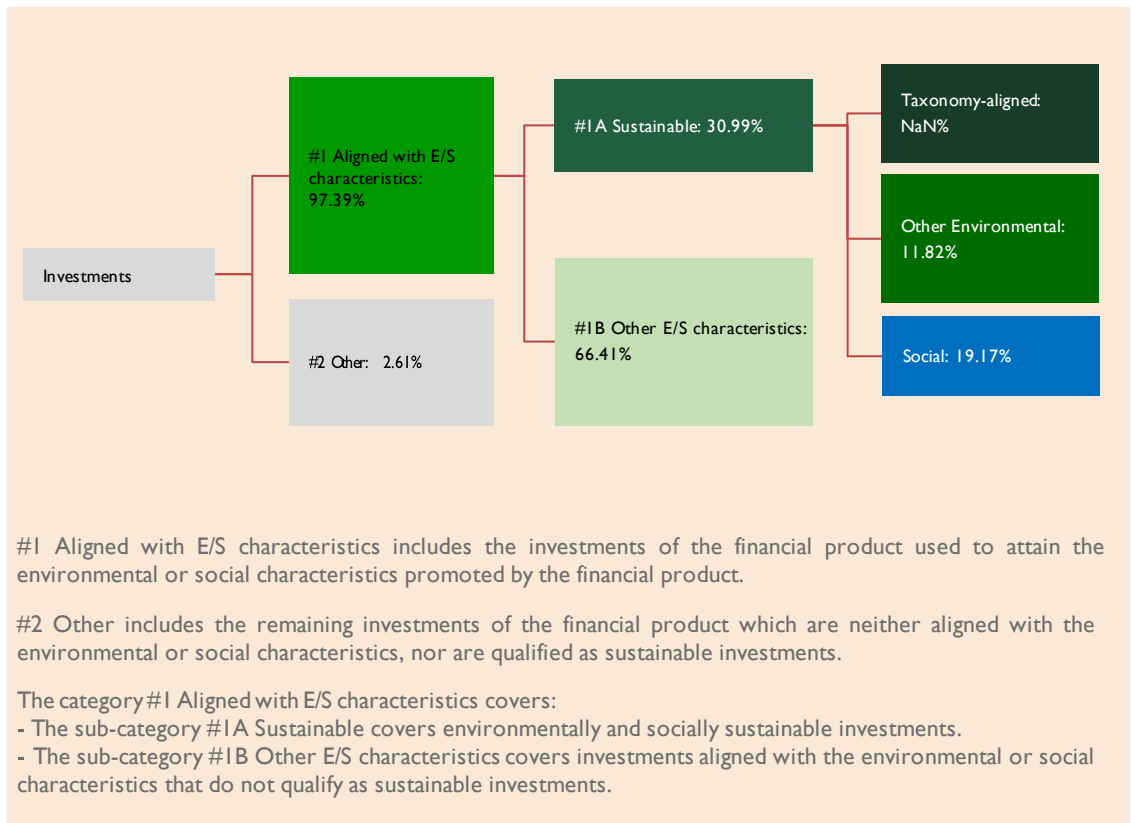 Investments
#1 Aligned with E/S
characteristics:
97.39%
#2 Other: 2.61%
#1A Sustainable: 30.99%
#1B Other E/S characteristics:
66.41%
Taxonomy-aligned:
NaN%
Other Environmental:
11.82%
Social: 19.17%
#1 Aligned with E/S characteristics includes the investments of the financial product used to attain the
environmental or social characteristics promoted by the financial product.
#2 Other includes the remaining investments of the financial product which are neither aligned with the
environmental or social characteristics, nor are qualified as sustainable investments.
The category #1 Aligned with E/S characteristics covers:
- The sub-category #1A Sustainable covers environmentally and socially sustainable investments.
- The sub-category #1B Other E/S characteristics covers investments aligned with the environmental or social
characteristics that do not qualify as sustainable investments.